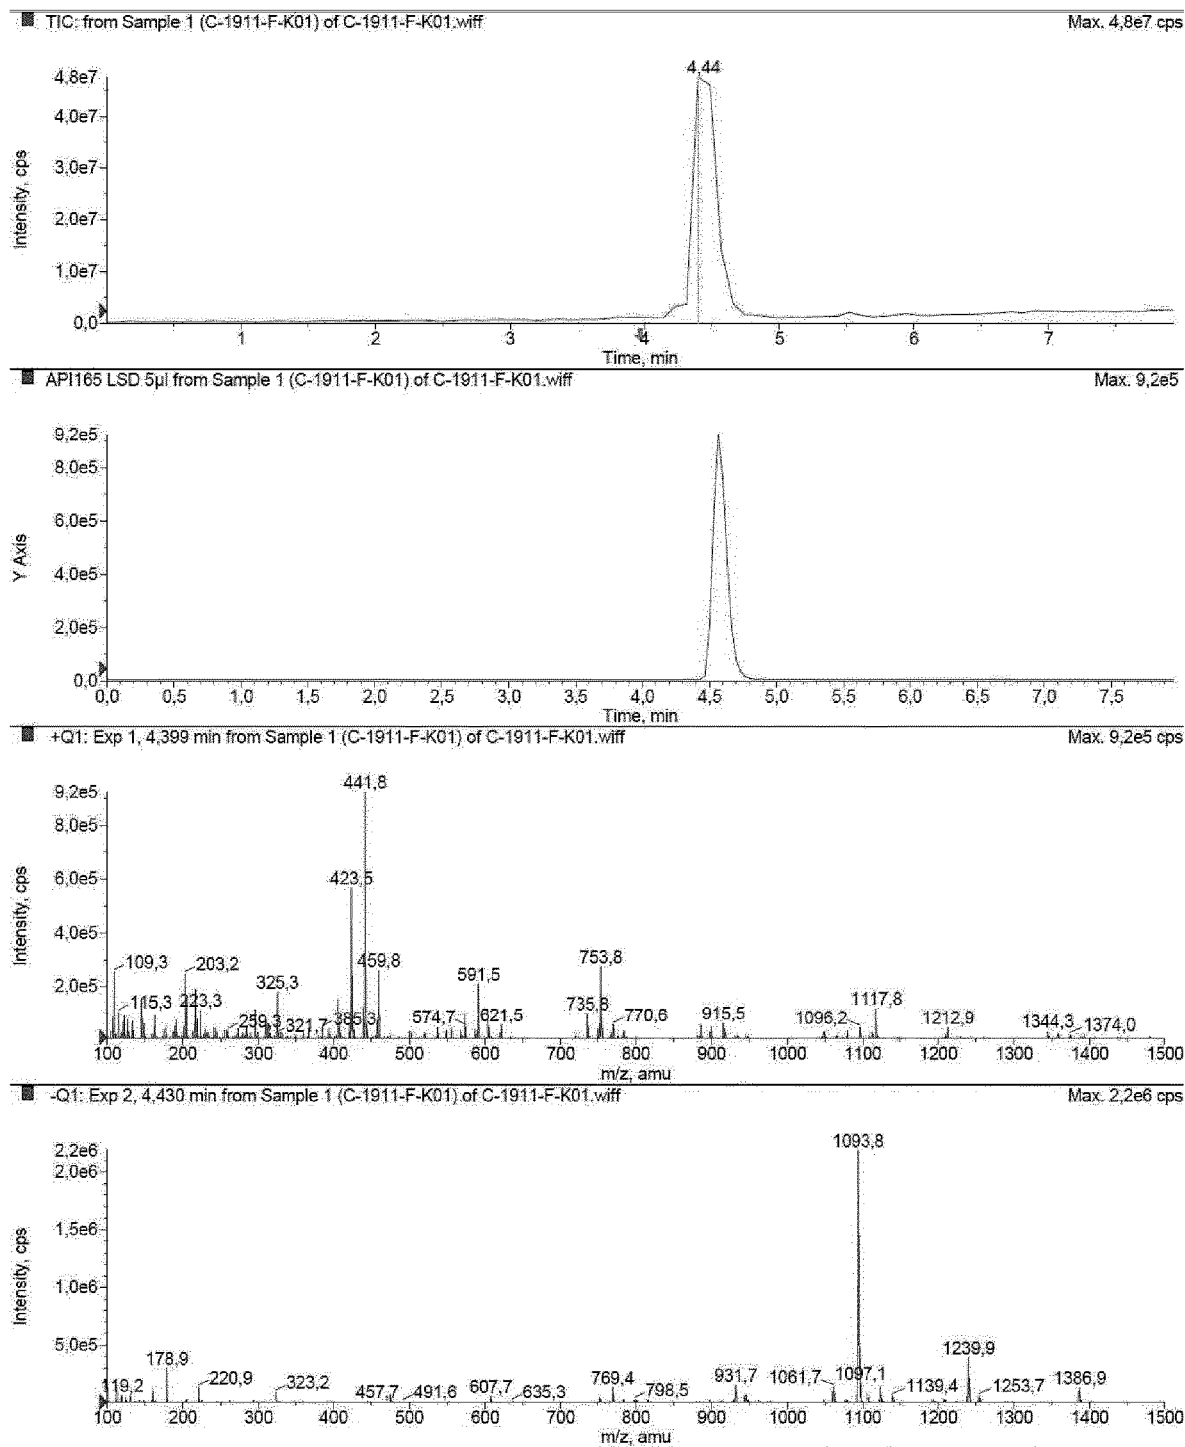 TIC: from Sample 1 (C-1911-F-K01) of C-1911-F-K01.wiff Max. 4,8e7 cps
4,44
4,8e7
4,0e7
3,0e7
2,0e7
1,0e7
0,0
Intensity, cps
1 2 3 4 5 6 7
Time, min
API165 LSD 5µl from Sample 1 (C-1911-F-K01) of C-1911-F-K01.wiff Max. 9,2e5
9,2e5
8,0e5
6,0e5
4,0e5
2,0e5
0,0
Y Axis
0,0 0,5 1,0 1,5 2,0 2,5 3,0 3,5 4,0 4,5 5,0 5,5 6,0 6,5 7,0 7,5
Time, min
+Q1: Exp 1, 4,399 min from Sample 1 (C-1911-F-K01) of C-1911-F-K01.wiff Max. 9,2e5 cps
441,8
9,2e5
8,0e5
423,5
6,0e5
Intensity, cps
4,0e5
109,3 203,2 459,8 753,8
325,3 591,5
2,0e5
115,3 223,3 1117,8
259,3 321,7 385,3 574,7 621,5 735,8 770,6 915,5 1096,2 1212,9 1344,3 1374,0
100 200 300 400 500 600 700 800 900 1000 1100 1200 1300 1400 1500
m/z, amu
-Q1: Exp 2, 4,430 min from Sample 1 (C-1911-F-K01) of C-1911-F-K01.wiff Max. 2,2e6 cps
1093,8
2,2e6
2,0e6
1,5e6
Intensity, cps
1,0e6
5,0e5
178,9 1239,9
119,2 220,9 323,2 457,7 491,6 607,7 635,3 769,4 798,5 931,7 1061,7 1097,1 1139,4 1253,7 1386,9
100 200 300 400 500 600 700 800 900 1000 1100 1200 1300 1400 1500
m/z, amu